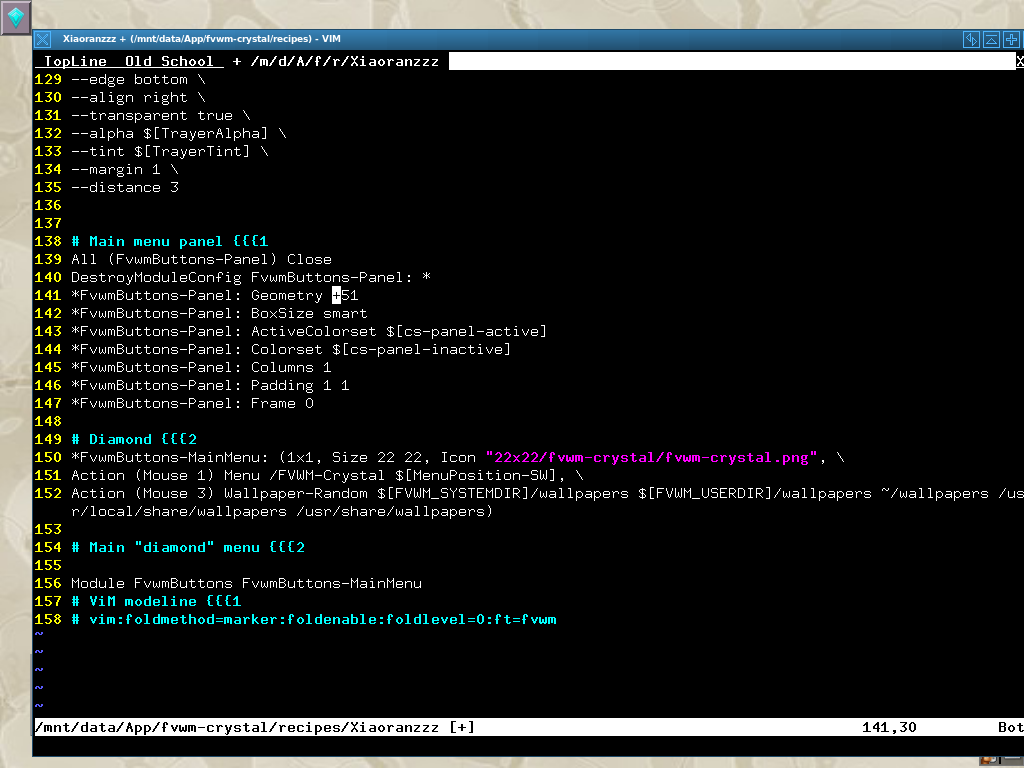 Xiaoranzzz + (/mnt/data/App/fvwm-crystal/recipes) - VIM
TopLine  Old School  + /m/d/A/f/r/Xiaoranzzz X
129 --edge bottom \
130 --align right \
131 --transparent true \
132 --alpha $[TrayerAlpha] \
133 --tint $[TrayerTint] \
134 --margin 1 \
135 --distance 3
136
137
138 # Main menu panel {{{1
139 All (FvwmButtons-Panel) Close
140 DestroyModuleConfig FvwmButtons-Panel: *
141 *FvwmButtons-Panel: Geometry +51
142 *FvwmButtons-Panel: BoxSize smart
143 *FvwmButtons-Panel: ActiveColorset $[cs-panel-active]
144 *FvwmButtons-Panel: Colorset $[cs-panel-inactive]
145 *FvwmButtons-Panel: Columns 1
146 *FvwmButtons-Panel: Padding 1 1
147 *FvwmButtons-Panel: Frame 0
148
149 # Diamond {{{2
150 *FvwmButtons-MainMenu: (1x1, Size 22 22, Icon "22x22/fvwm-crystal/fvwm-crystal.png", \
151 Action (Mouse 1) Menu /FVWM-Crystal $[MenuPosition-SW], \
152 Action (Mouse 3) Wallpaper-Random $[FVWM_SYSTEMDIR]/wallpapers $[FVWM_USERDIR]/wallpapers ~/wallpapers /us
r/local/share/wallpapers /usr/share/wallpapers)
153
154 # Main "diamond" menu {{{2
155
156 Module FvwmButtons FvwmButtons-MainMenu
157 # ViM modeline {{{1
158 # vim:foldmethod=marker:foldenable:foldlevel=0:ft=fvwm
~
~
~
~
~
/mnt/data/App/fvwm-crystal/recipes/Xiaoranzzz [+] 141,30 Bot